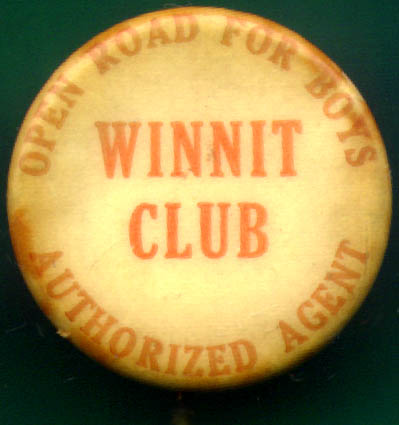 OPEN ROAD FOR BOYS
WINNIT
CLUB
AUTHORIZED AGENT